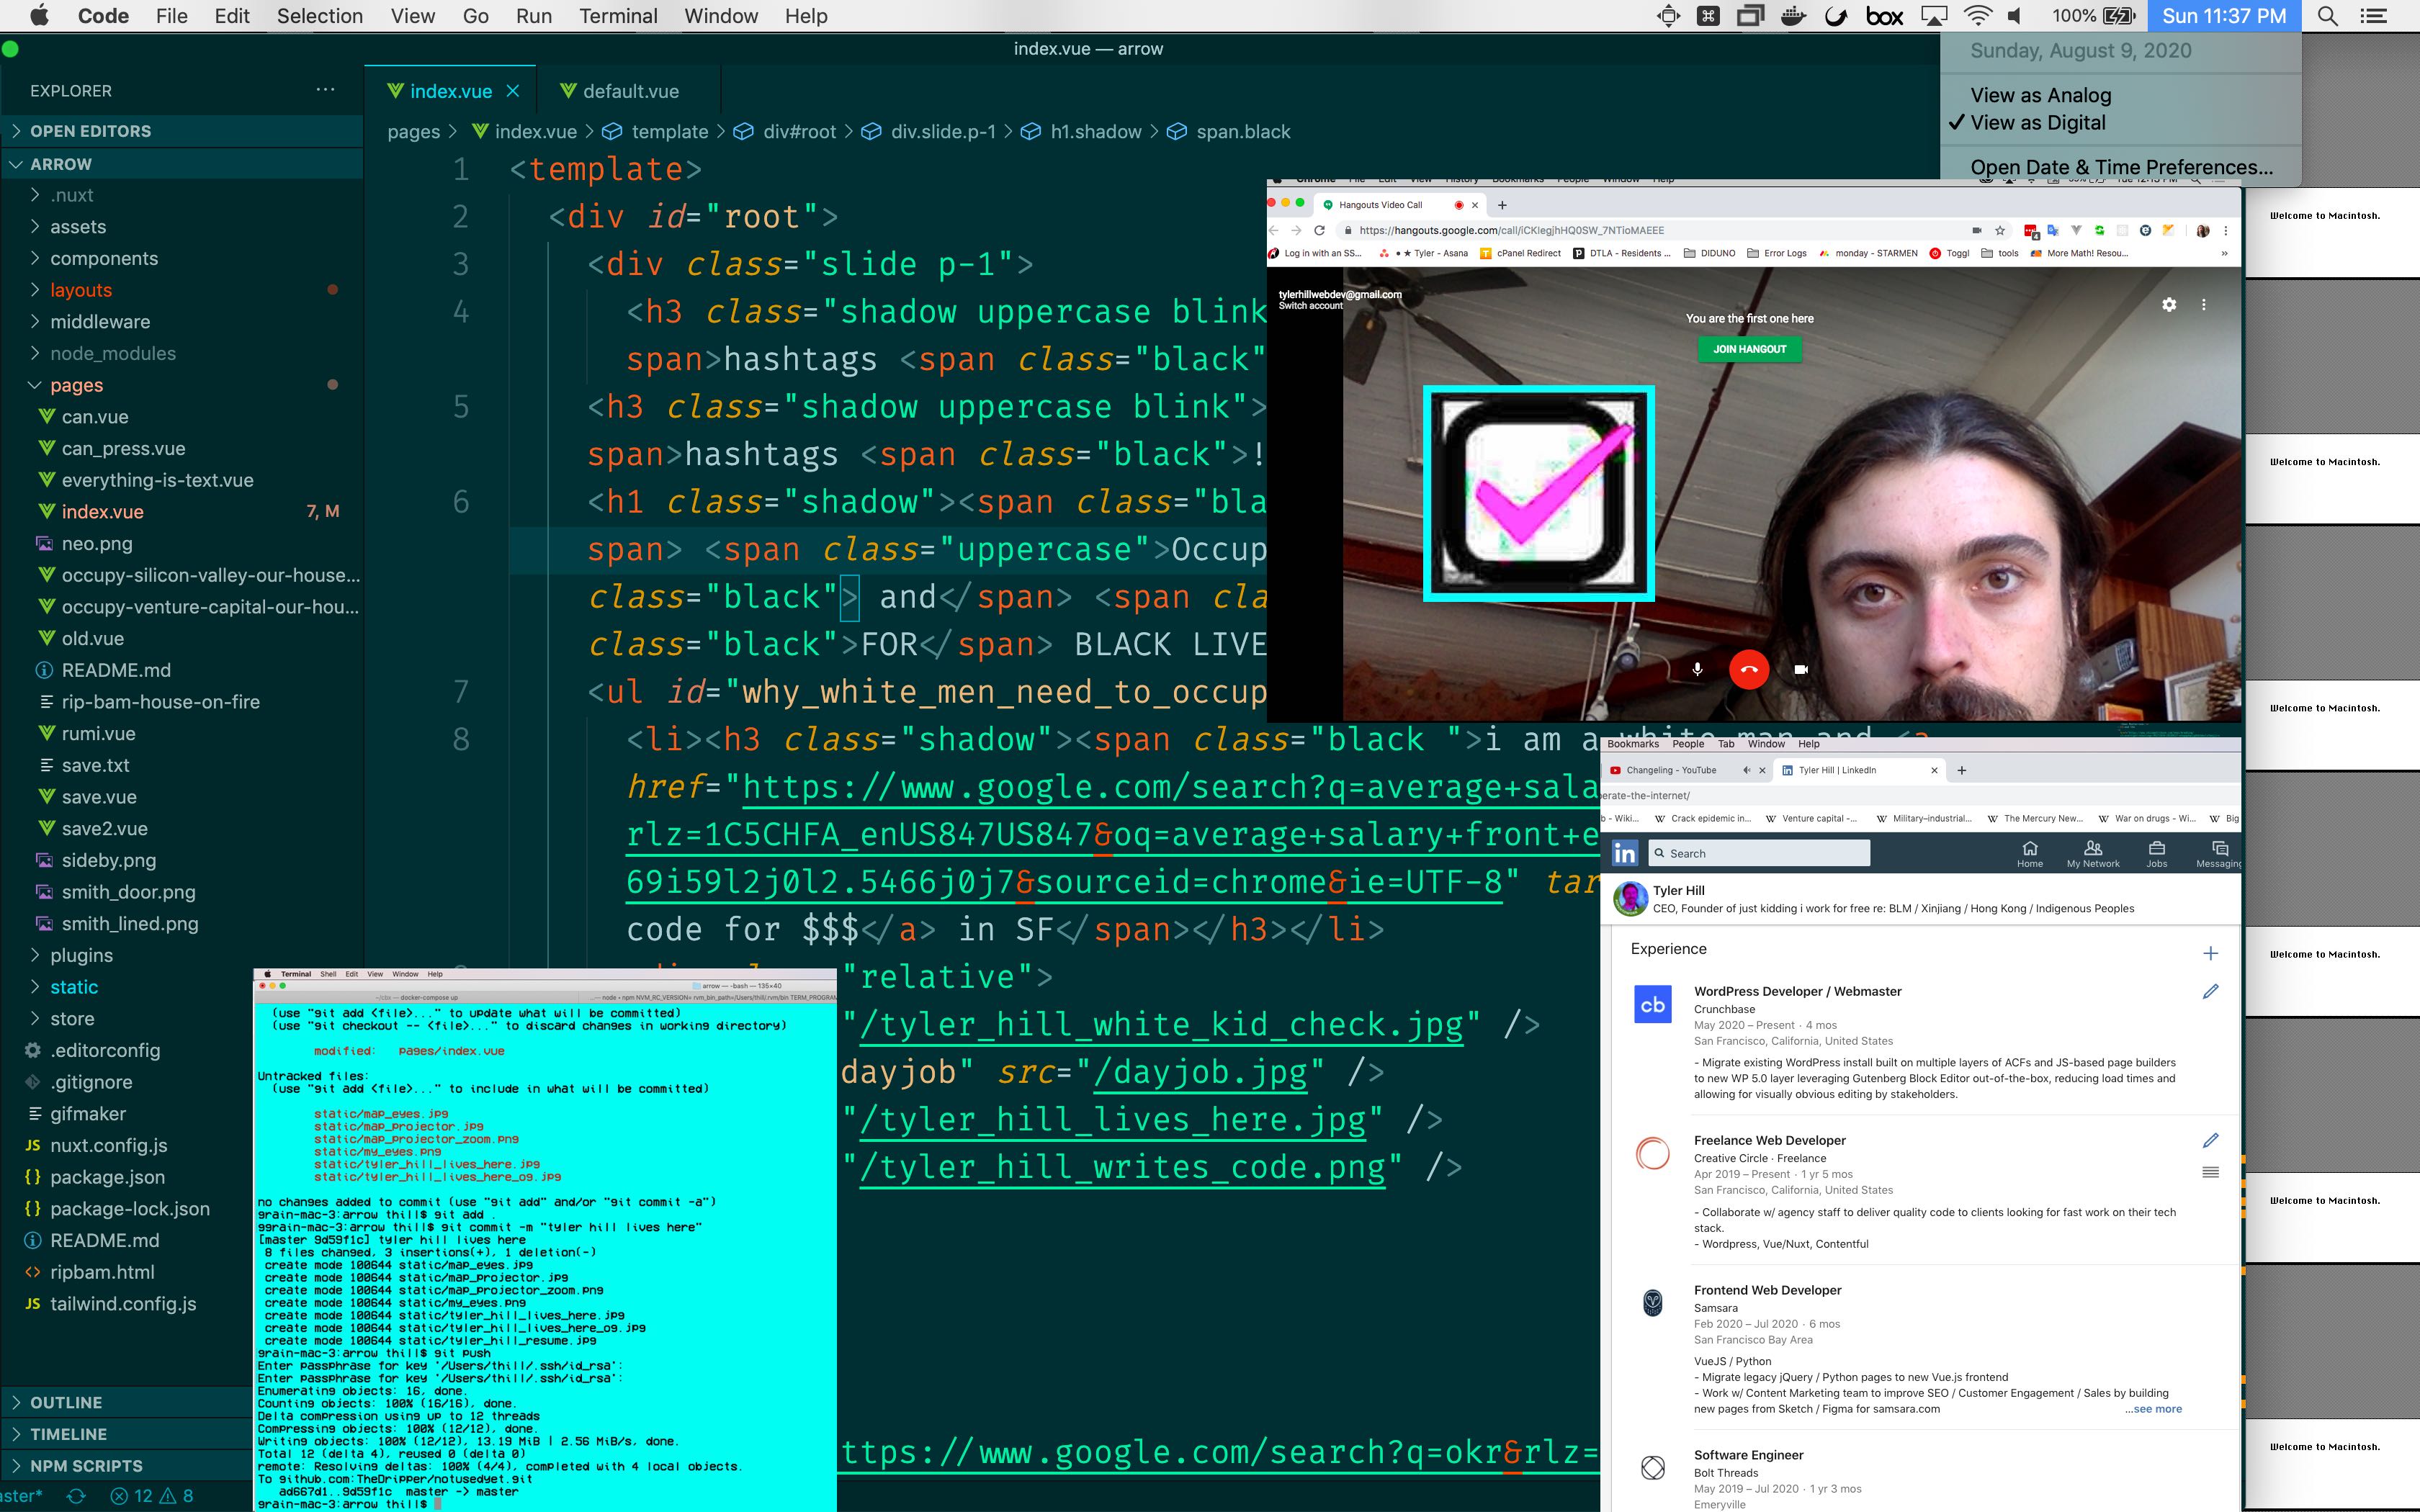 Code File Edit Selection View Go Run Terminal Window Help
box 100% Sun 11:37 PM
index.vue — arrow
Sunday, August 9, 2020
View as Analog
✓ View as Digital
Open Date & Time Preferences...
EXPLORER ...
OPEN EDITORS
ARROW
.nuxt
assets
components
layouts
middleware
node_modules
pages
can.vue
can_press.vue
everything-is-text.vue
index.vue 7, M
neo.png
occupy-silicon-valley-our-house...
occupy-venture-capital-our-hou...
old.vue
README.md
rip-bam-house-on-fire
rumi.vue
save.txt
save.vue
save2.vue
sideby.png
smith_door.png
smith_lined.png
plugins
static
store
.editorconfig
.gitignore
gifmaker
nuxt.config.js
package.json
package-lock.json
README.md
ripbam.html
tailwind.config.js
OUTLINE
TIMELINE
NPM SCRIPTS
aster* 12 8
index.vue default.vue
pages > index.vue > template > div#root > div.slide.p-1 > h1.shadow > span.black
1 <template>
2 <div id="root">
3 <div class="slide p-1">
4 <h3 class="shadow uppercase blink
span>hashtags <span class="black"
5 <h3 class="shadow uppercase blink">
span>hashtags <span class="black">!
6 <h1 class="shadow"><span class="bla
span> <span class="uppercase">Occup
class="black"> and</span> <span cla
class="black">FOR</span> BLACK LIVE
7 <ul id="why_white_men_need_to_occup
8 <li><h3 class="shadow"><span class="black ">i am a white man and <a
href="https://www.google.com/search?q=average+sala
rlz=1C5CHFA_enUS847US847&oq=average+salary+front+e
69i59l2j0l2.5466j0j7&sourceid=chrome&ie=UTF-8" tar
code for $$$</a> in SF</span></h3></li>
"relative">
"/tyler_hill_white_kid_check.jpg" />
dayjob" src="/dayjob.jpg" />
"/tyler_hill_lives_here.jpg" />
"/tyler_hill_writes_code.png" />
ttps://www.google.com/search?q=okr&rlz=
Chrome File Edit View History Bookmarks People Window Help
Hangouts Video Call
https://hangouts.google.com/call/iCKlegjhHQ0SW_7NTioMAEEE
Log in with an SS... ★ Tyler - Asana cPanel Redirect DTLA - Residents ... DIDUNO Error Logs monday - STARMEN Toggl tools More Math! Resou... »
tylerhillwebdev@gmail.com
Switch account
You are the first one here
JOIN HANGOUT
Bookmarks People Tab Window Help
Changeling - YouTube Tyler Hill | LinkedIn
erate-the-internet/
b - Wiki... Crack epidemic in... Venture capital -... Military–industrial... The Mercury New... War on drugs - Wi... Big
in Search Home My Network Jobs Messaging
Tyler Hill
CEO, Founder of just kidding i work for free re: BLM / Xinjiang / Hong Kong / Indigenous Peoples
Experience
cb
WordPress Developer / Webmaster
Crunchbase
May 2020 – Present · 4 mos
San Francisco, California, United States
- Migrate existing WordPress install built on multiple layers of ACFs and JS-based page builders
to new WP 5.0 layer leveraging Gutenberg Block Editor out-of-the-box, reducing load times and
allowing for visually obvious editing by stakeholders.
Freelance Web Developer
Creative Circle · Freelance
Apr 2019 – Present · 1 yr 5 mos
San Francisco, California, United States
- Collaborate w/ agency staff to deliver quality code to clients looking for fast work on their tech
stack.
- Wordpress, Vue/Nuxt, Contentful
Frontend Web Developer
Samsara
Feb 2020 – Jul 2020 · 6 mos
San Francisco Bay Area
VueJS / Python
- Migrate legacy jQuery / Python pages to new Vue.js frontend
- Work w/ Content Marketing team to improve SEO / Customer Engagement / Sales by building
new pages from Sketch / Figma for samsara.com
...see more
Software Engineer
Bolt Threads
May 2019 – Jul 2020 · 1 yr 3 mos
Emeryville
Terminal Shell Edit View Window Help
arrow — -bash — 135×40
~/cbx — docker-compose up
(use "git add <file>..." to update what will be committed)
(use "git checkout -- <file>..." to discard changes in working directory)
modified: pages/index.vue
Untracked files:
(use "git add <file>..." to include in what will be committed)
static/map_eyes.jpg
static/map_projector.jpg
static/map_projector_zoom.png
static/my_eyes.png
static/tyler_hill_lives_here.jpg
static/tyler_hill_lives_here_og.jpg
no changes added to commit (use "git add" and/or "git commit -a")
grain-mac-3:arrow thill$ git add .
ggrain-mac-3:arrow thill$ git commit -m "tyler hill lives here"
[master 9d59f1c] tyler hill lives here
8 files changed, 3 insertions(+), 1 deletion(-)
create mode 100644 static/map_eyes.jpg
create mode 100644 static/map_projector.jpg
create mode 100644 static/map_projector_zoom.png
create mode 100644 static/my_eyes.png
create mode 100644 static/tyler_hill_lives_here.jpg
create mode 100644 static/tyler_hill_lives_here_og.jpg
create mode 100644 static/tyler_hill_resume.jpg
grain-mac-3:arrow thill$ git push
Enter passphrase for key '/Users/thill/.ssh/id_rsa':
Enter passphrase for key '/Users/thill/.ssh/id_rsa':
Enumerating objects: 16, done.
Counting objects: 100% (16/16), done.
Delta compression using up to 12 threads
Compressing objects: 100% (12/12), done.
Writing objects: 100% (12/12), 13.19 MiB | 2.56 MiB/s, done.
Total 12 (delta 4), reused 0 (delta 0)
remote: Resolving deltas: 100% (4/4), completed with 4 local objects.
To github.com:TheDripper/notusedyet.git
ad667d1..9d59f1c master -> master
grain-mac-3:arrow thill$
Welcome to Macintosh.
Welcome to Macintosh.
Welcome to Macintosh.
Welcome to Macintosh.
Welcome to Macintosh.
Welcome to Macintosh.